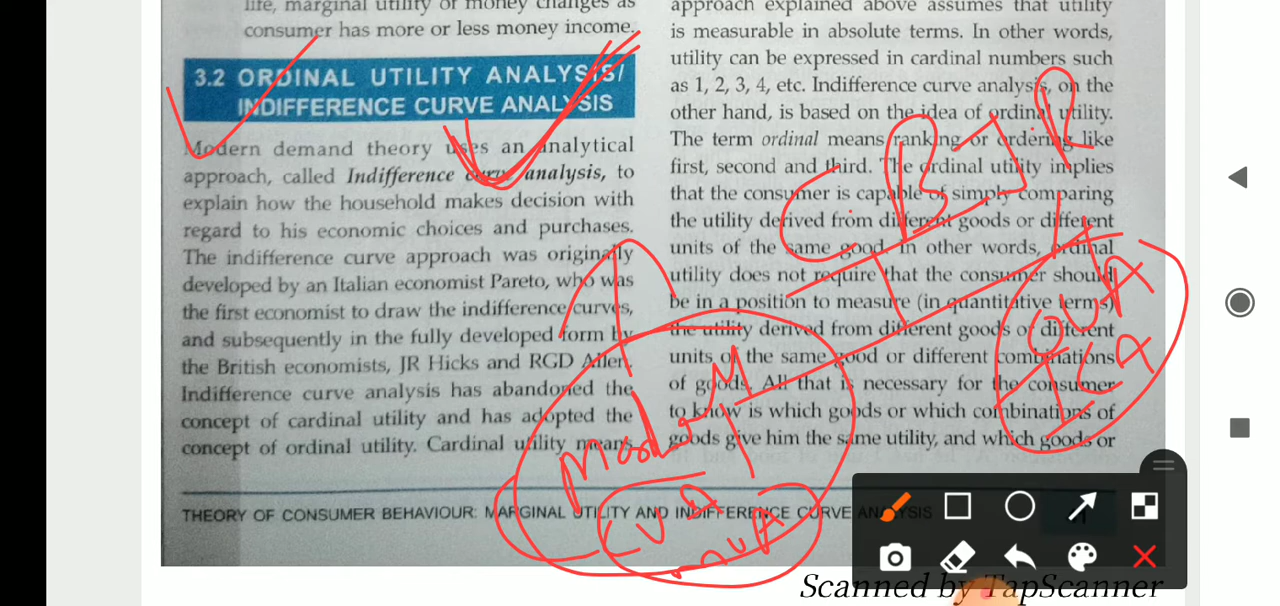 life, marginal utility of money changes as
consumer has more or less money income.
3.2 ORDINAL UTILITY ANALYSIS/
INDIFFERENCE CURVE ANALYSIS
Modern demand theory uses an analytical
approach, called Indifference curve analysis, to
explain how the household makes decision with
regard to his economic choices and purchases.
The indifference curve approach was originally
developed by an Italian economist Pareto, who was
the first economist to draw the indifference curves,
and subsequently in the fully developed form by
the British economists, JR Hicks and RGD Allen.
Indifference curve analysis has abandoned the
concept of cardinal utility and has adopted the
concept of ordinal utility. Cardinal utility means
approach explained above assumes that utility
is measurable in absolute terms. In other words,
utility can be expressed in cardinal numbers such
as 1, 2, 3, 4, etc. Indifference curve analysis, on the
other hand, is based on the idea of ordinal utility.
The term ordinal means ranking or ordering like
first, second and third. The ordinal utility implies
that the consumer is capable of simply comparing
the utility derived from different goods or different
units of the same good. In other words, ordinal
utility does not require that the consumer should
be in a position to measure (in quantitative terms)
the utility derived from different goods or different
units of the same good or different combinations
of goods. All that is necessary for the consumer
to know is which goods or which combinations of
goods give him the same utility, and which goods or
OUA
ICA
CUA
MUA
THEORY OF CONSUMER BEHAVIOUR: MARGINAL UTILITY AND INDIFFERENCE CURVE ANALYSIS
Scanned by TapScanner